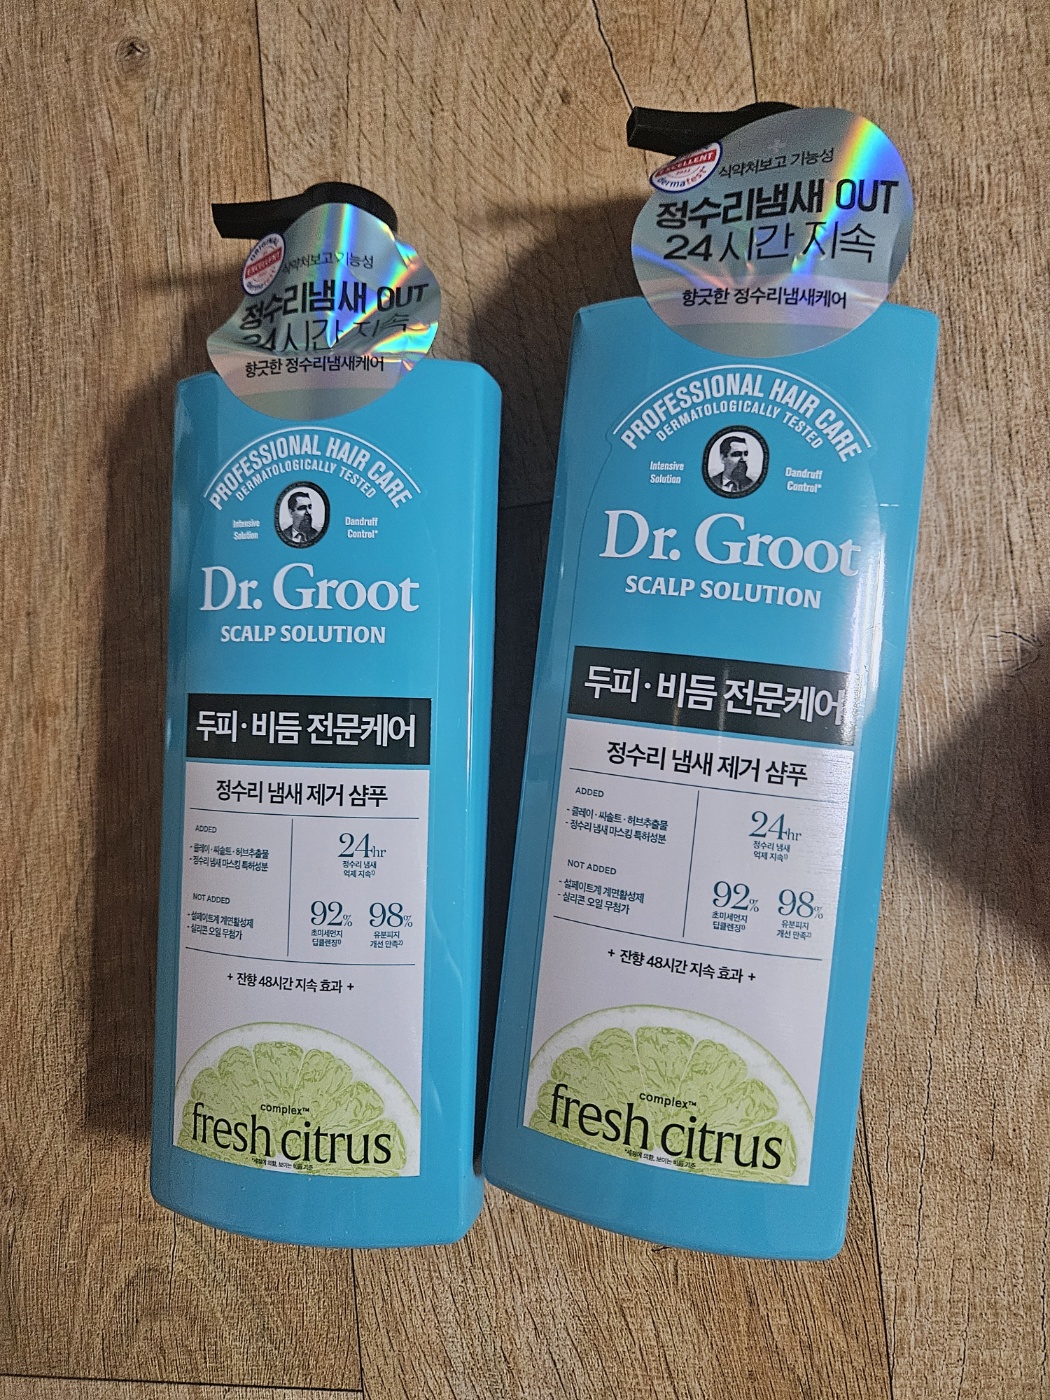 ORIGINAL
EXCELLENT
식약처보고 기능성
정수리냄새 OUT
24시간 지속
향긋한 정수리냄새케어
PROFESSIONAL HAIR CARE
DERMATOLOGICALLY TESTED
Intensive
Solution
Dandruff
Control*
Dr. Groot
SCALP SOLUTION
두피·비듬 전문케어
정수리 냄새 제거 샴푸
ADDED
- 클레이·씨솔트·허브추출물
- 정수리 냄새 마스킹 특허성분
NOT ADDED
- 설페이트계 계면활성제
- 실리콘 오일 무첨가
24hr
정수리 냄새
억제 지속1)
92%
초미세먼지
딥클렌징1)
98%
유분피지
개선 만족2)
+ 잔향 48시간 지속 효과 +
complex™
fresh citrus
EXCELLENT
dermatest
식약처보고 기능성
정수리냄새 OUT
24시간 지속
향긋한 정수리냄새케어
PROFESSIONAL HAIR CARE
DERMATOLOGICALLY TESTED
Intensive
Solution
Dandruff
Control*
Dr. Groot
SCALP SOLUTION
두피·비듬 전문케어
정수리 냄새 제거 샴푸
ADDED
- 클레이·씨솔트·허브추출물
- 정수리 냄새 마스킹 특허성분
NOT ADDED
- 설페이트계 계면활성제
- 실리콘 오일 무첨가
24hr
정수리 냄새
억제 지속1)
92%
초미세먼지
딥클렌징1)
98%
유분피지
개선 만족2)
+ 잔향 48시간 지속 효과 +
complex™
fresh citrus